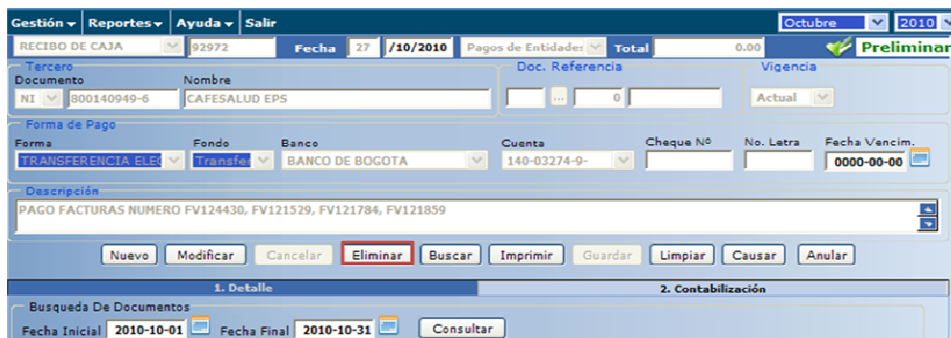 Gestión Reportes Ayuda Salir Octubre 2010
RECIBO DE CAJA 92972 Fecha 27 /10/2010 Pagos de Entidades Total 0.00 Preliminar
Tercero Doc. Referencia Vigencia
Documento Nombre
NI 800140949-6 CAFESALUD EPS ... 0 Actual
Forma de Pago
Forma Fondo Banco Cuenta Cheque Nº No. Letra Fecha Vencim.
TRANSFERENCIA ELEC Transfer BANCO DE BOGOTA 140-03274-9- 0000-00-00
Descripción
PAGO FACTURAS NUMERO FV124430, FV121529, FV121784, FV121859
Nuevo Modificar Cancelar Eliminar Buscar Imprimir Guardar Limpiar Causar Anular
1. Detalle 2. Contabilización
Busqueda De Documentos
Fecha Inicial 2010-10-01 Fecha Final 2010-10-31 Consultar